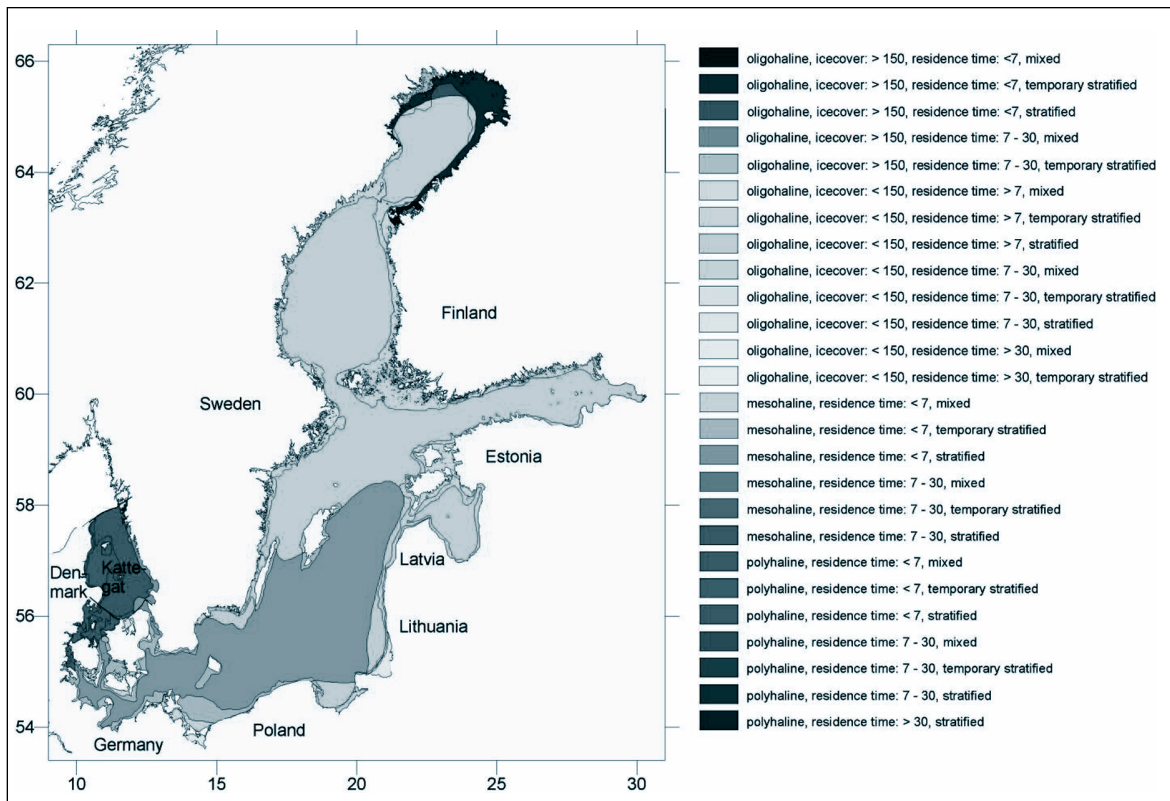 66
64
62
60
58
56
54
10
15
20
25
30
Finland
Sweden
Estonia
Latvia
Lithuania
Den-
mark
Katte-
gat
Poland
Germany
oligohaline, icecover: > 150, residence time: <7, mixed
oligohaline, icecover: > 150, residence time: <7, temporary stratified
oligohaline, icecover: > 150, residence time: <7, stratified
oligohaline, icecover: > 150, residence time: 7 - 30, mixed
oligohaline, icecover: > 150, residence time: 7 - 30, temporary stratified
oligohaline, icecover: < 150, residence time: > 7, mixed
oligohaline, icecover: < 150, residence time: > 7, temporary stratified
oligohaline, icecover: < 150, residence time: > 7, stratified
oligohaline, icecover: < 150, residence time: 7 - 30, mixed
oligohaline, icecover: < 150, residence time: 7 - 30, temporary stratified
oligohaline, icecover: < 150, residence time: 7 - 30, stratified
oligohaline, icecover: < 150, residence time: > 30, mixed
oligohaline, icecover: < 150, residence time: > 30, temporary stratified
mesohaline, residence time: < 7, mixed
mesohaline, residence time: < 7, temporary stratified
mesohaline, residence time: < 7, stratified
mesohaline, residence time: 7 - 30, mixed
mesohaline, residence time: 7 - 30, temporary stratified
mesohaline, residence time: 7 - 30, stratified
polyhaline, residence time: < 7, mixed
polyhaline, residence time: < 7, temporary stratified
polyhaline, residence time: < 7, stratified
polyhaline, residence time: 7 - 30, mixed
polyhaline, residence time: 7 - 30, temporary stratified
polyhaline, residence time: 7 - 30, stratified
polyhaline, residence time: > 30, stratified